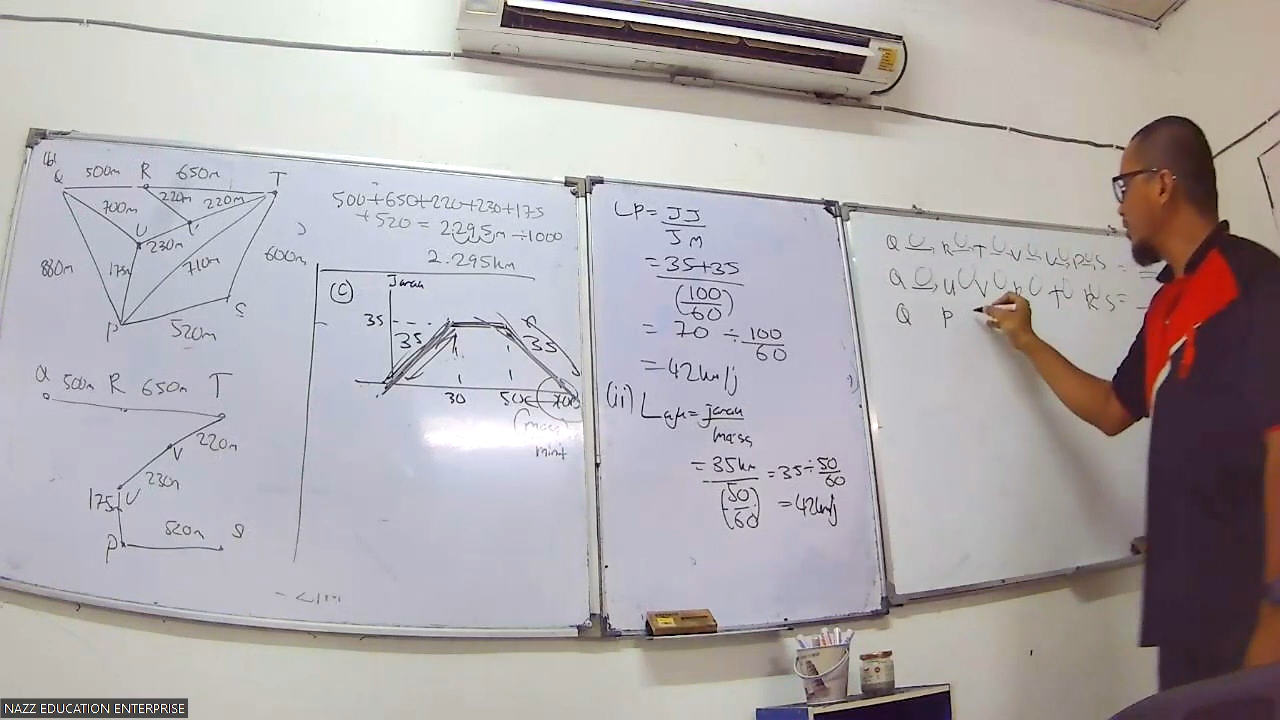 (b)
Q 500m R 650m T
220m 220m
700m
U V
230m
880m 175m 710m 600m
P S
520m
Q 500m R 650m T
220m
V
230m
175m U
P 520m S
500+650+220+230+175
+520 = 2295m ÷1000
2.295km
(c)
Jarak
35
35 35
30 50 70
masa
minit
LP = JJ
JM
= 35+35
(100
60)
= 70 ÷ 100
60
= 42km/j
(ii) Laju = jarak
masa
= 35km = 35 ÷ 50
60
(50
60) = 42km/j
Q R T V U P S =
Q U V R T P S =
Q P
NAZZ EDUCATION ENTERPRISE